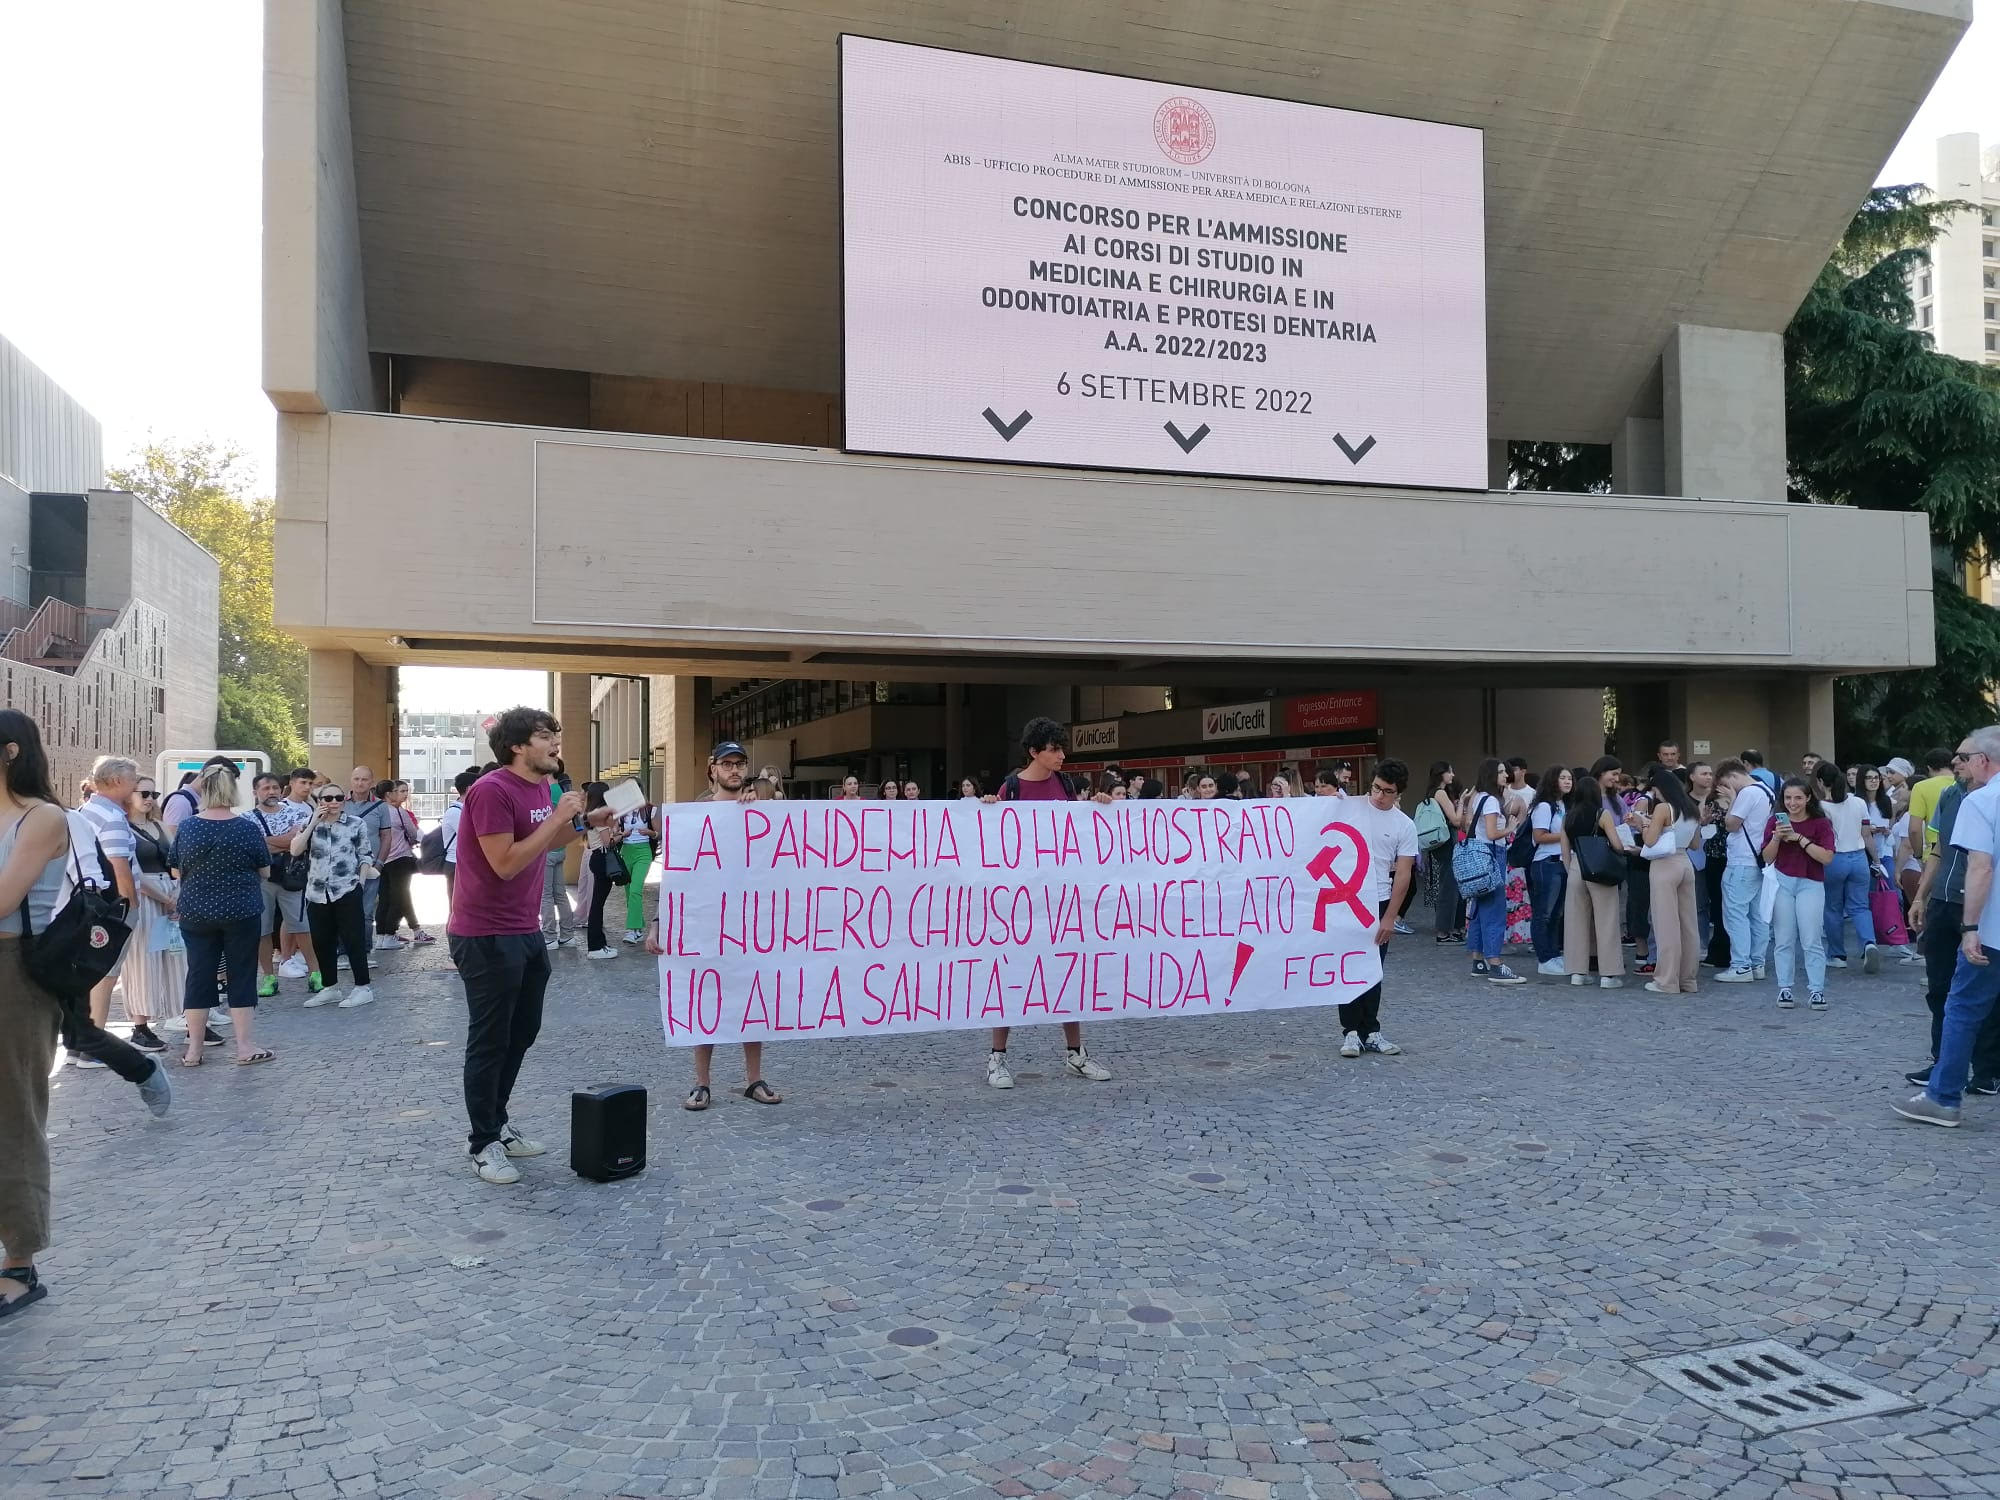 ALMA MATER STUDIORUM – UNIVERSITÀ DI BOLOGNA
ABIS – UFFICIO PROCEDURE DI AMMISSIONE PER AREA MEDICA E RELAZIONI ESTERNE
CONCORSO PER L'AMMISSIONE
AI CORSI DI STUDIO IN
MEDICINA E CHIRURGIA E IN
ODONTOIATRIA E PROTESI DENTARIA
A.A. 2022/2023
6 SETTEMBRE 2022
UniCredit
UniCredit
Ingresso/Entrance
Ovest Costituzione
FGC
LA PANDEMIA LO HA DIMOSTRATO
IL NUMERO CHIUSO VA CANCELLATO
NO ALLA SANITÀ-AZIENDA! FGC